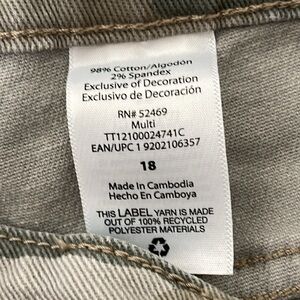 98% Cotton/Algodon
2% Spandex
Exclusive of Decoration
Exclusivo de Decoración
RN# 52469
Multi
TT12100024741C
EAN/UPC 1 9202106357
18
Made In Cambodia
Hecho En Camboya
THIS LABEL YARN IS MADE
OUT OF 100% RECYCLED
POLYESTER MATERIALS